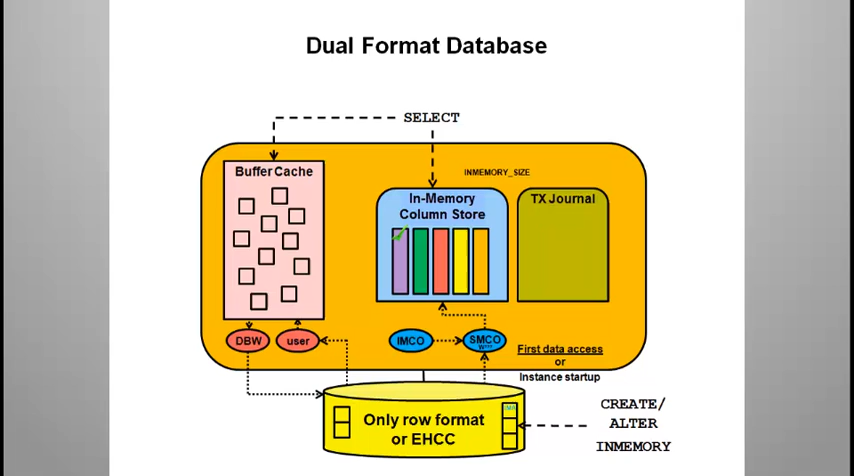 Dual Format Database
SELECT
Buffer Cache
INMEMORY_SIZE
In-Memory
Column Store
TX Journal
DBW
user
IMCO
SMCO
W***
First data access
or
Instance startup
Only row format
or EHCC
IMA
CREATE/
ALTER
INMEMORY